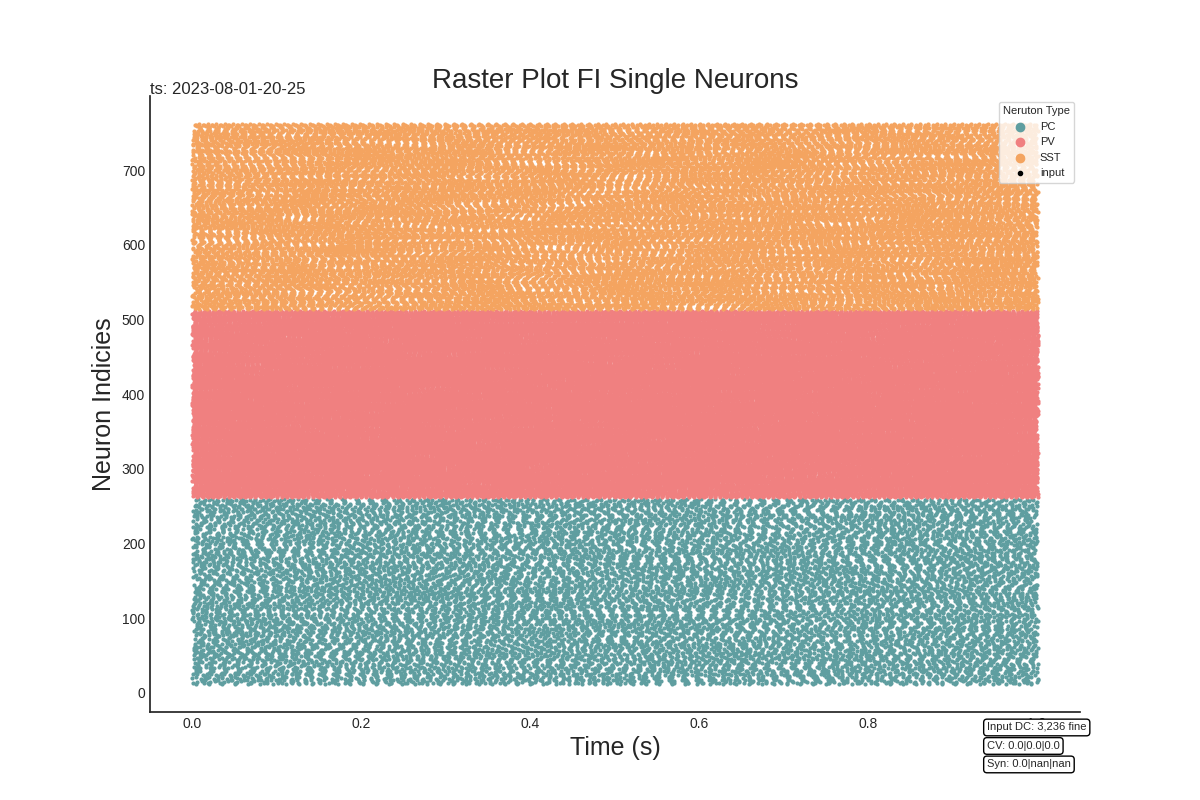 Raster Plot FI Single Neurons
ts: 2023-08-01-20-25
Neruton Type
PC
PV
SST
input
Neuron Indicies
700
600
500
400
300
200
100
0
0.0 0.2 0.4 0.6 0.8
Time (s)
Input DC: 3,236 fine
CV: 0.0|0.0|0.0
Syn: 0.0|nan|nan